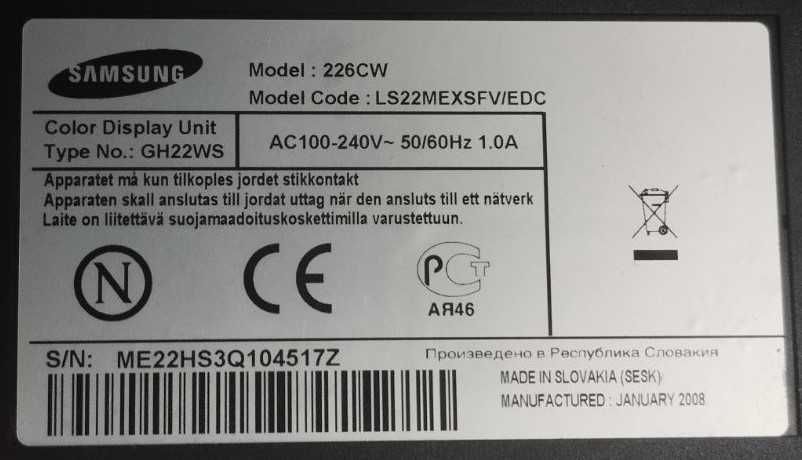 SAMSUNG
Model : 226CW
Model Code : LS22MEXSFV/EDC
Color Display Unit
Type No.: GH22WS
AC100-240V~ 50/60Hz 1.0A
Apparatet må kun tilkoples jordet stikkontakt
Apparaten skall anslutas till jordat uttag när den ansluts till ett nätverk
Laite on liitettävä suojamaadoituskoskettimilla varustettuun.
N
CE
РСТ
АЯ46
S/N: ME22HS3Q104517Z
Произведено в Республика Словакия
MADE IN SLOVAKIA (SESK)
MANUFACTURED : JANUARY 2008